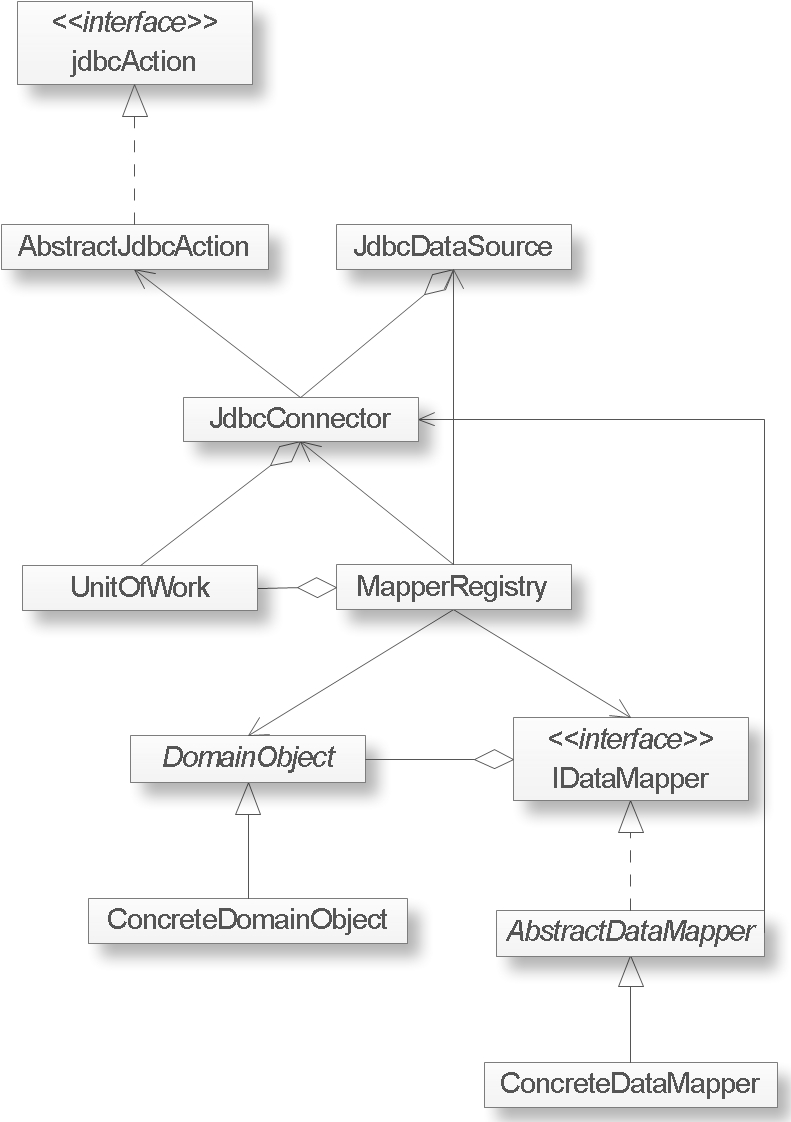 <<interface>>
jdbcAction
AbstractJdbcAction
JdbcDataSource
JdbcConnector
UnitOfWork
MapperRegistry
DomainObject
<<interface>>
IDataMapper
ConcreteDomainObject
AbstractDataMapper
ConcreteDataMapper